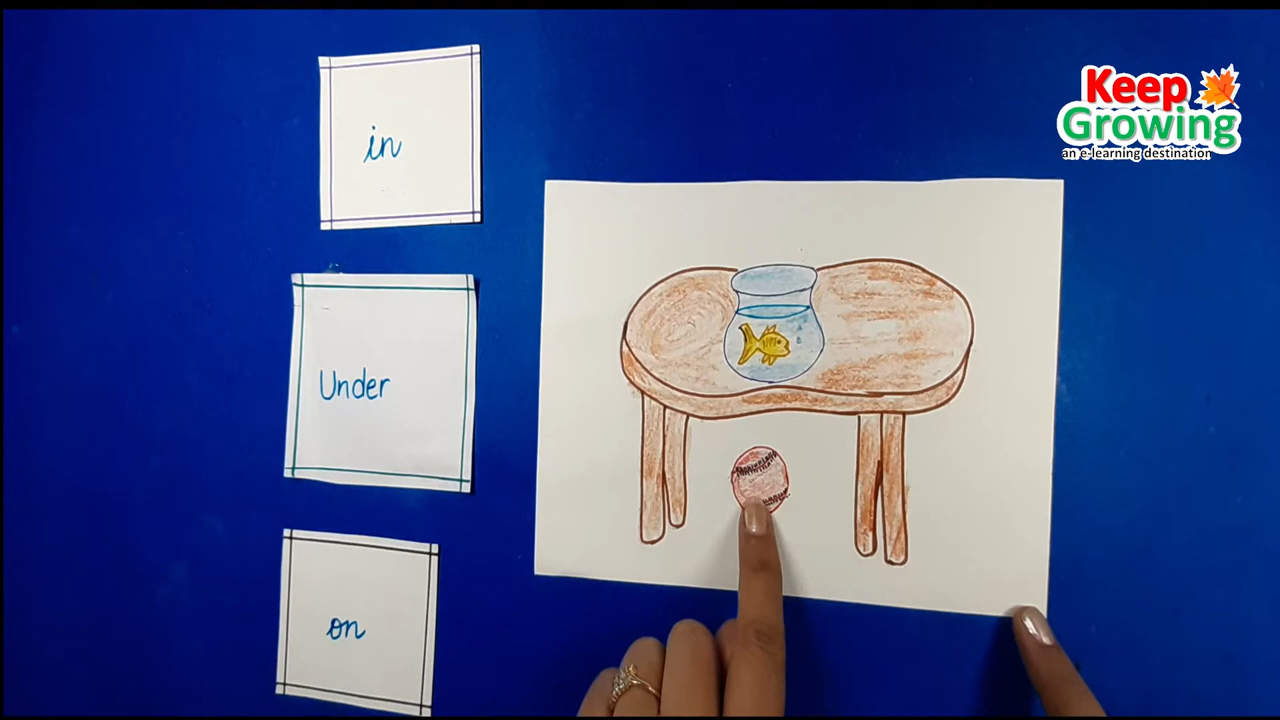 in
Under
on
Keep
Growing
an e-learning destination